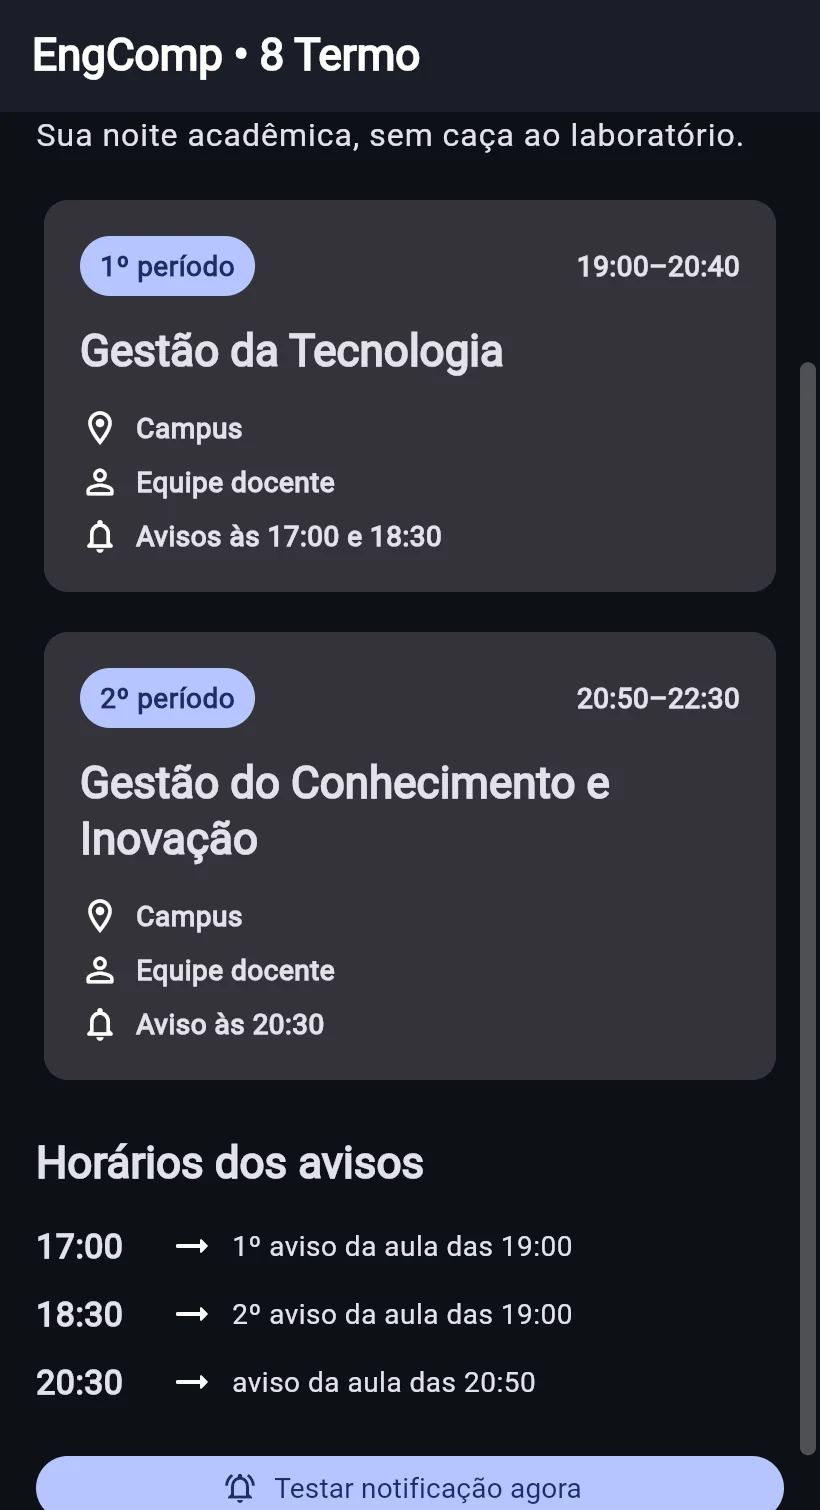 EngComp • 8 Termo
Sua noite acadêmica, sem caça ao laboratório.
1º período
19:00–20:40
Gestão da Tecnologia
Campus
Equipe docente
Avisos às 17:00 e 18:30
2º período
20:50–22:30
Gestão do Conhecimento e
Inovação
Campus
Equipe docente
Aviso às 20:30
Horários dos avisos
17:00 → 1º aviso da aula das 19:00
18:30 → 2º aviso da aula das 19:00
20:30 → aviso da aula das 20:50
Testar notificação agora